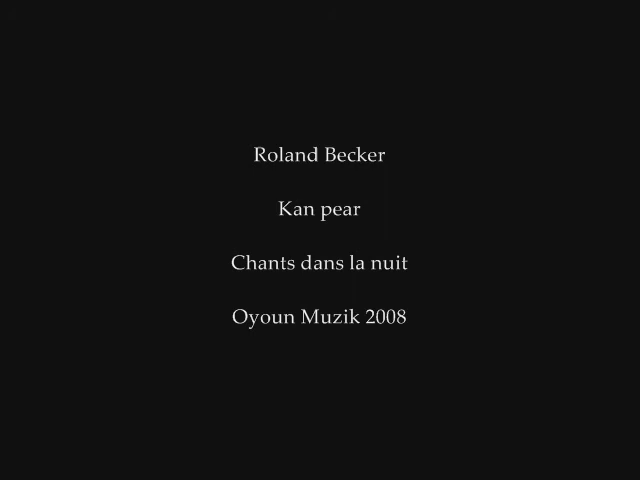 Roland Becker
Kan pear
Chants dans la nuit
Oyoun Muzik 2008